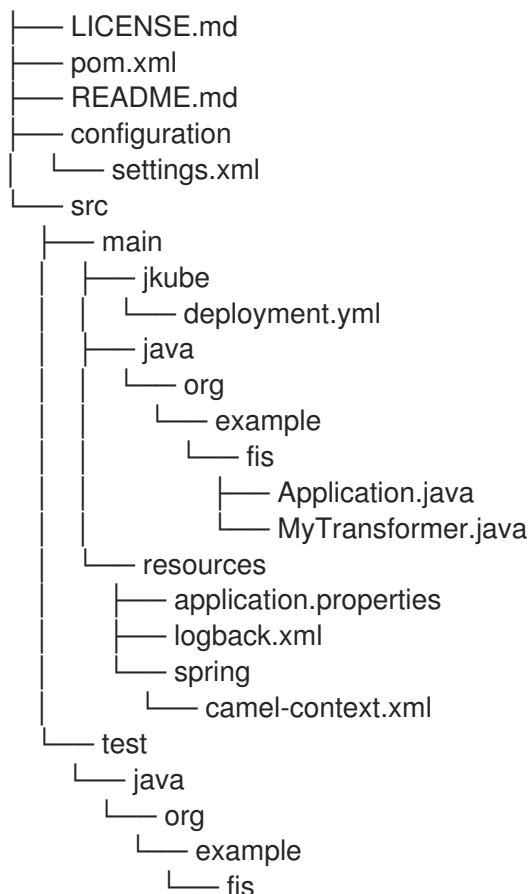 ├── LICENSE.md
├── pom.xml
├── README.md
├── configuration
│   └── settings.xml
└── src
    ├── main
    │   ├── jkube
    │   │   └── deployment.yml
    │   ├── java
    │   │   └── org
    │   │       └── example
    │   │           └── fis
    │   │               ├── Application.java
    │   │               └── MyTransformer.java
    │   └── resources
    │       ├── application.properties
    │       ├── logback.xml
    │       └── spring
    │           └── camel-context.xml
    └── test
        └── java
            └── org
                └── example
                    └── fis